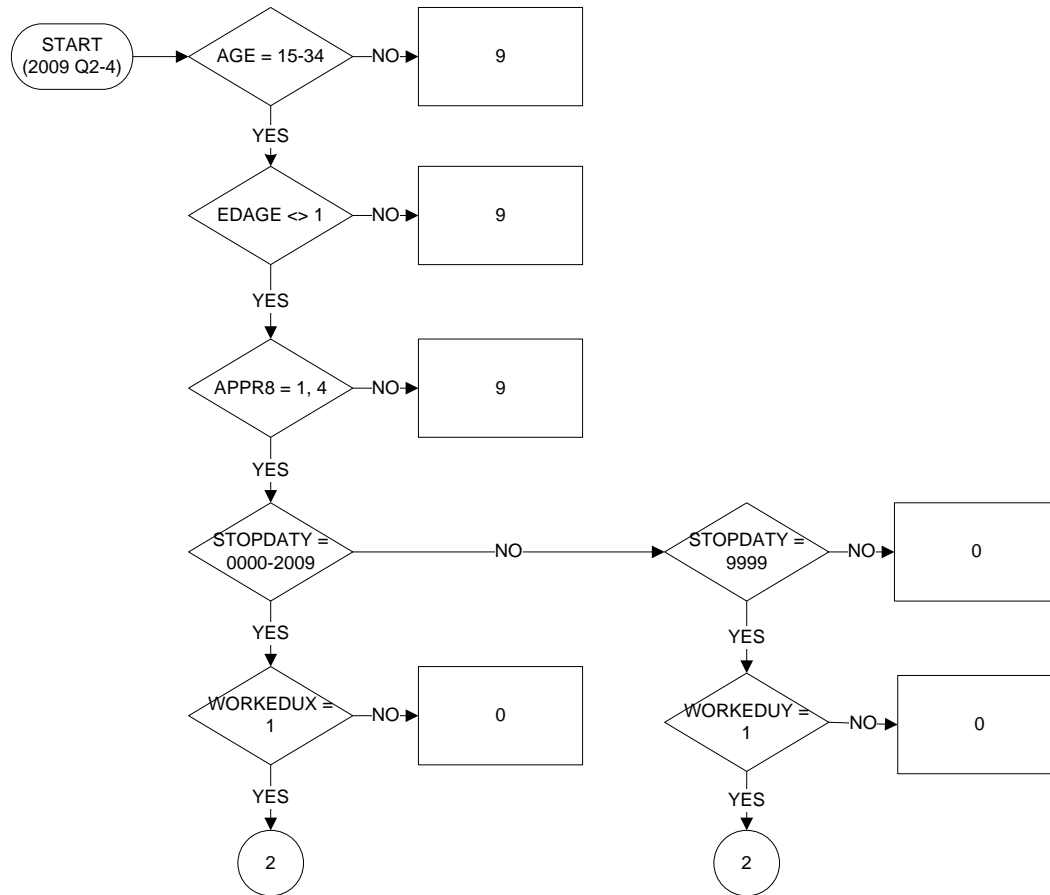 START
(2009 Q2-4)
AGE = 15-34
NO
9
YES
EDAGE <> 1
NO
9
YES
APPR8 = 1, 4
NO
9
YES
STOPDATY =
0000-2009
NO
STOPDATY =
9999
NO
0
YES
YES
WORKEDUX =
1
NO
0
WORKEDUY =
1
NO
0
YES
YES
2
2